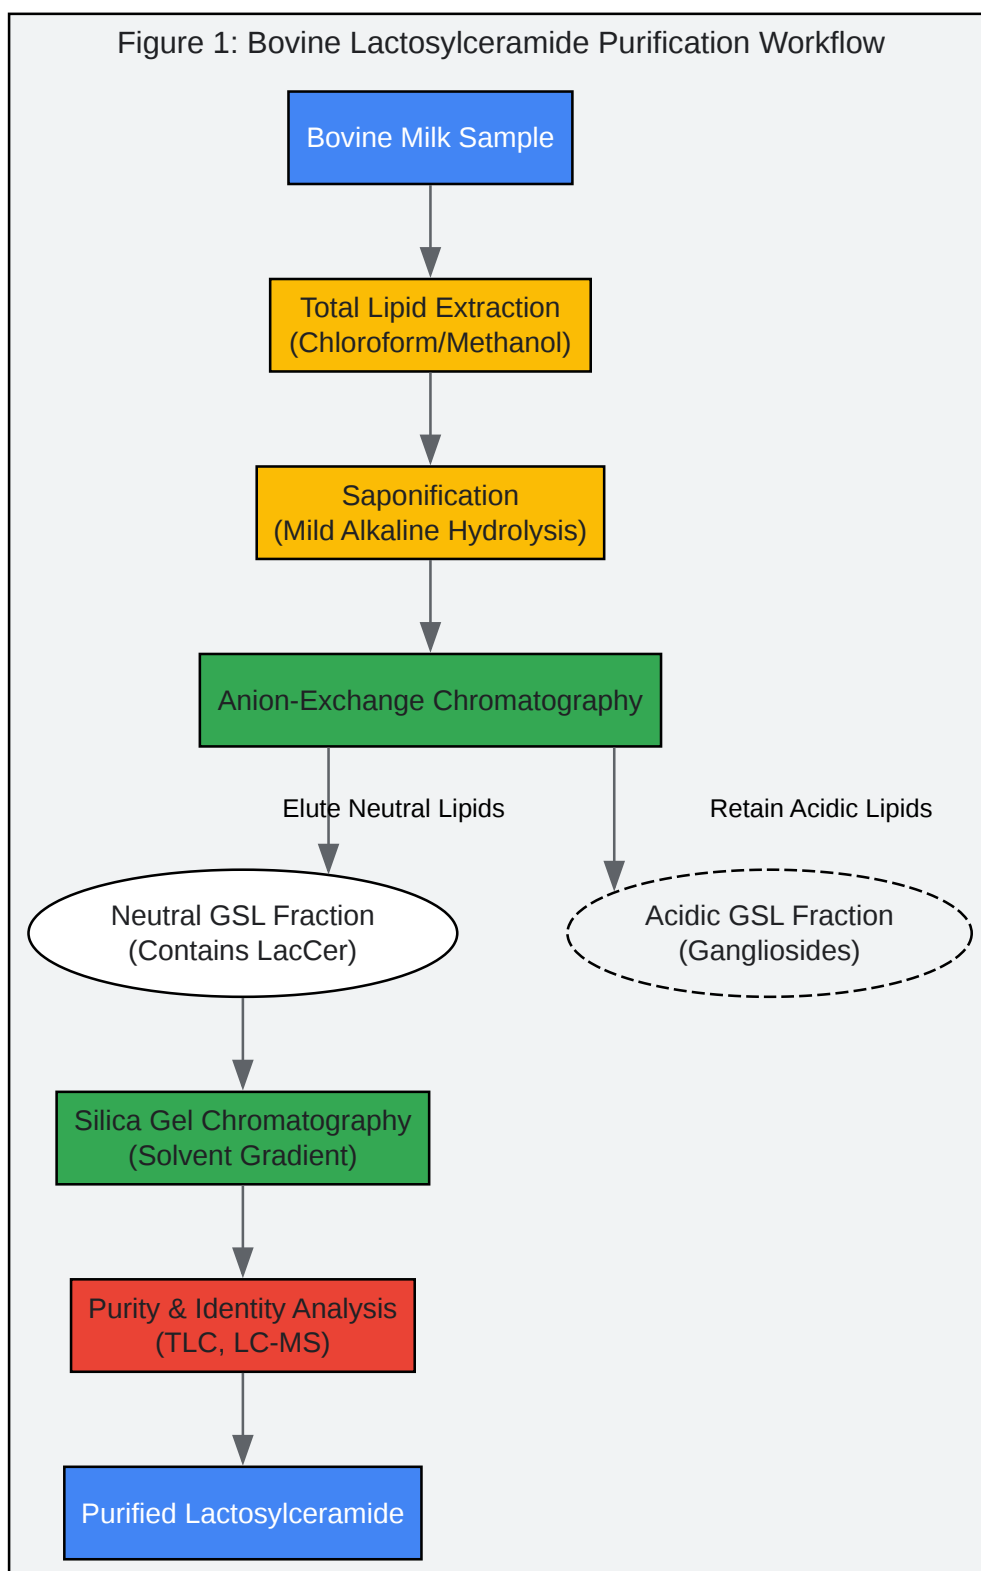 Figure 1: Bovine Lactosylceramide Purification Workflow
Bovine Milk Sample
Total Lipid Extraction
(Chloroform/Methanol)
Saponification
(Mild Alkaline Hydrolysis)
Anion-Exchange Chromatography
Elute Neutral Lipids
Retain Acidic Lipids
Neutral GSL Fraction
(Contains LacCer)
Acidic GSL Fraction
(Gangliosides)
Silica Gel Chromatography
(Solvent Gradient)
Purity & Identity Analysis
(TLC, LC-MS)
Purified Lactosylceramide